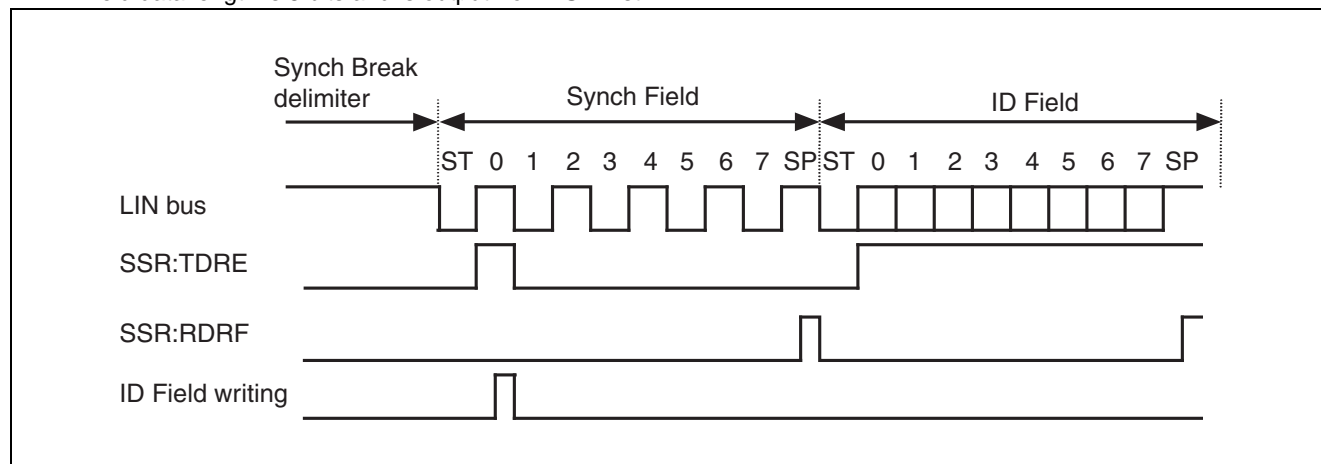 Synch Break
delimiter
Synch Field
ID Field
ST 0 1 2 3 4 5 6 7 SP ST 0 1 2 3 4 5 6 7 SP
LIN bus
SSR:TDRE
SSR:RDRF
ID Field writing